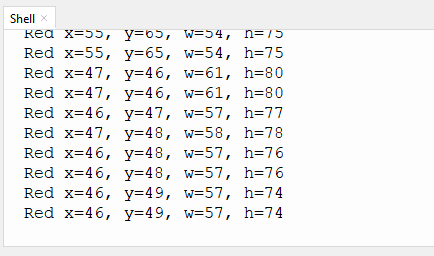 Shell ×
Red x=55, y=65, w=54, h=75
Red x=55, y=65, w=54, h=75
Red x=47, y=46, w=61, h=80
Red x=47, y=46, w=61, h=80
Red x=46, y=47, w=57, h=77
Red x=47, y=48, w=58, h=78
Red x=46, y=48, w=57, h=76
Red x=46, y=48, w=57, h=76
Red x=46, y=49, w=57, h=74
Red x=46, y=49, w=57, h=74